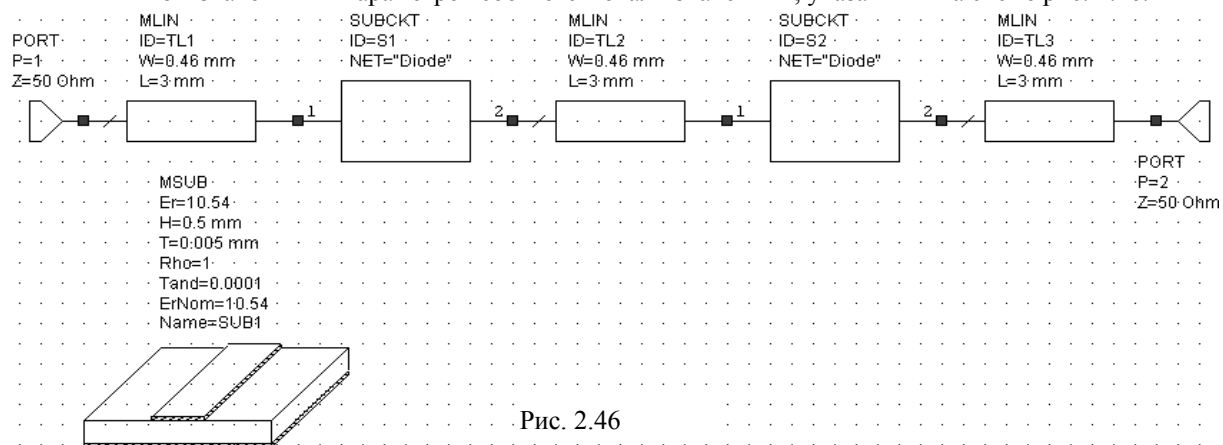 PORT
P=1
Z=50 Ohm
MLIN
ID=TL1
W=0.46 mm
L=3 mm
SUBCKT
ID=S1
NET="Diode"
1
2
MLIN
ID=TL2
W=0.46 mm
L=3 mm
SUBCKT
ID=S2
NET="Diode"
1
2
MLIN
ID=TL3
W=0.46 mm
L=3 mm
PORT
P=2
Z=50 Ohm
MSUB
Er=10.54
H=0.5 mm
T=0.005 mm
Rho=1
Tand=0.0001
ErNom=10.54
Name=SUB1
Рис. 2.46